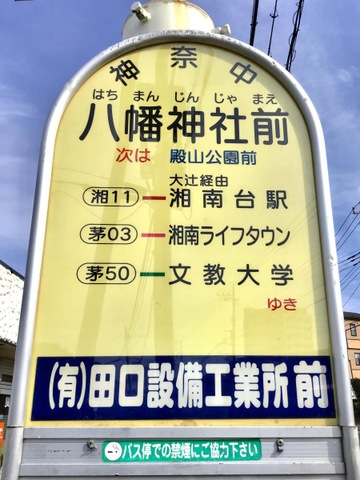 神奈中
はち まん じん じゃ まえ
八幡神社前
次は 殿山公園前
大辻経由
湘11 ー 湘南台駅
茅03 ー 湘南ライフタウン
茅50 ー 文教大学
ゆき
(有)田口設備工業所前
バス停での禁煙にご協力下さい